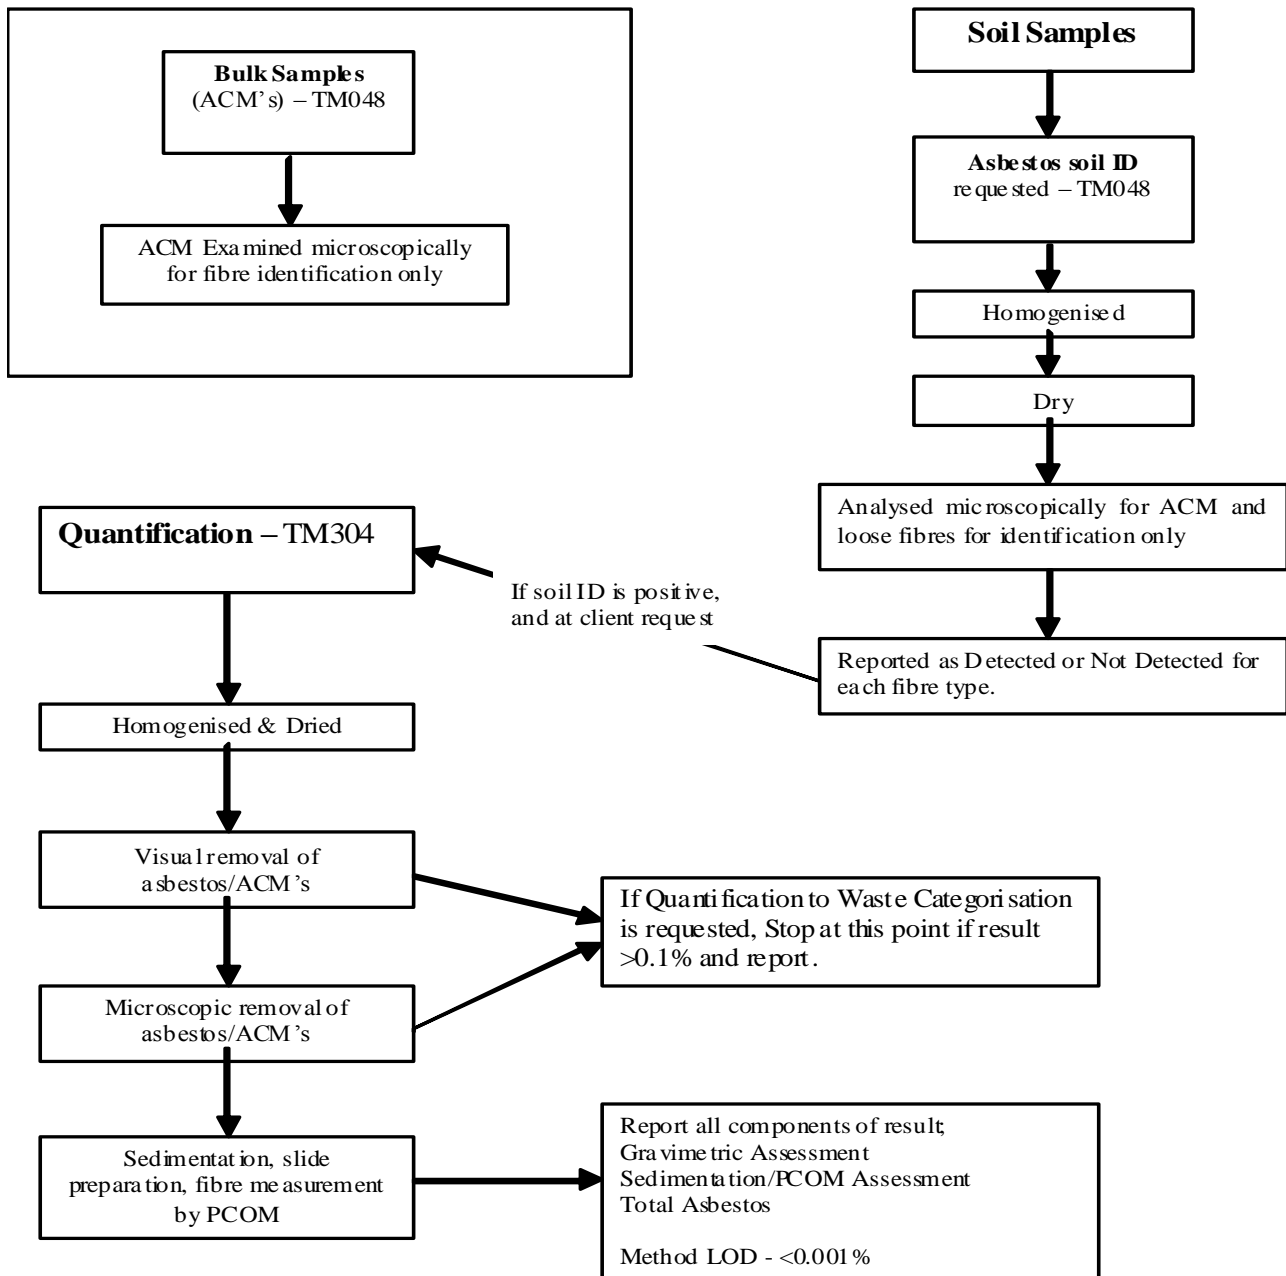 Bulk Samples
(ACM's) – TM048
ACM Examined microscopically
for fibre identification only
Soil Samples
Asbestos soil ID
requested – TM048
Homogenised
Dry
Analysed microscopically for ACM and
loose fibres for identification only
Reported as Detected or Not Detected for
each fibre type.
If soil ID is positive,
and at client request
Quantification – TM304
Homogenised & Dried
Visual removal of
asbestos/ACM's
Microscopic removal of
asbestos/ACM's
If Quantification to Waste Categorisation
is requested, Stop at this point if result
>0.1% and report.
Sedimentation, slide
preparation, fibre measurement
by PCOM
Report all components of result;
Gravimetric Assessment
Sedimentation/PCOM Assessment
Total Asbestos
Method LOD - <0.001%